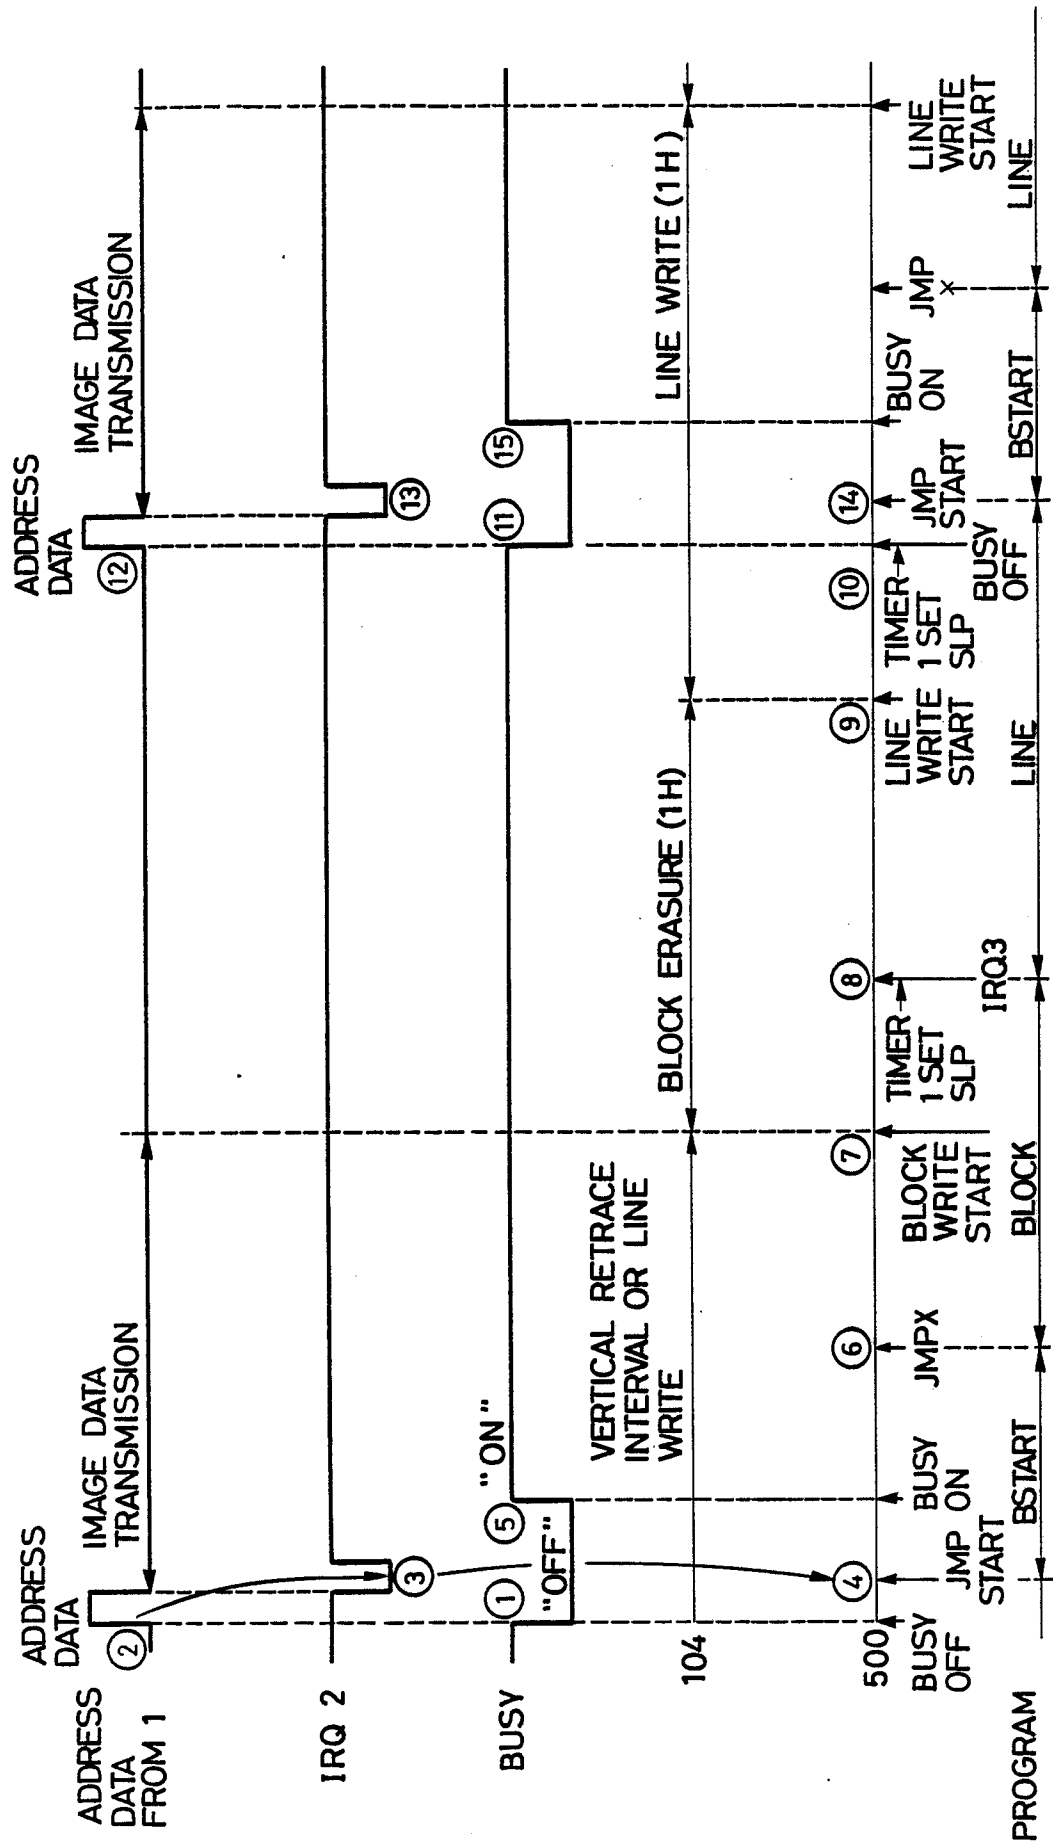 ADDRESS
DATA
FROM 1
ADDRESS
DATA
②
IMAGE DATA
TRANSMISSION
ADDRESS
DATA
⑫
IMAGE DATA
TRANSMISSION
IRQ 2
③
⑬
BUSY
①
"OFF"
⑤
"ON"
⑪
⑮
104
VERTICAL RETRACE
INTERVAL OR LINE
WRITE
BLOCK ERASURE (1H)
LINE WRITE (1H)
500
④
⑥
⑦
⑧
⑨
⑩
⑭
BUSY
OFF
JMP
START
BUSY
ON
JMPX
BLOCK
WRITE
START
TIMER
1 SET
SLP
IRQ3
LINE
WRITE
START
TIMER
1 SET
SLP
BUSY
OFF
JMP
START
BUSY
ON
JMP
X
LINE
WRITE
START
PROGRAM
BSTART
BLOCK
LINE
BSTART
LINE